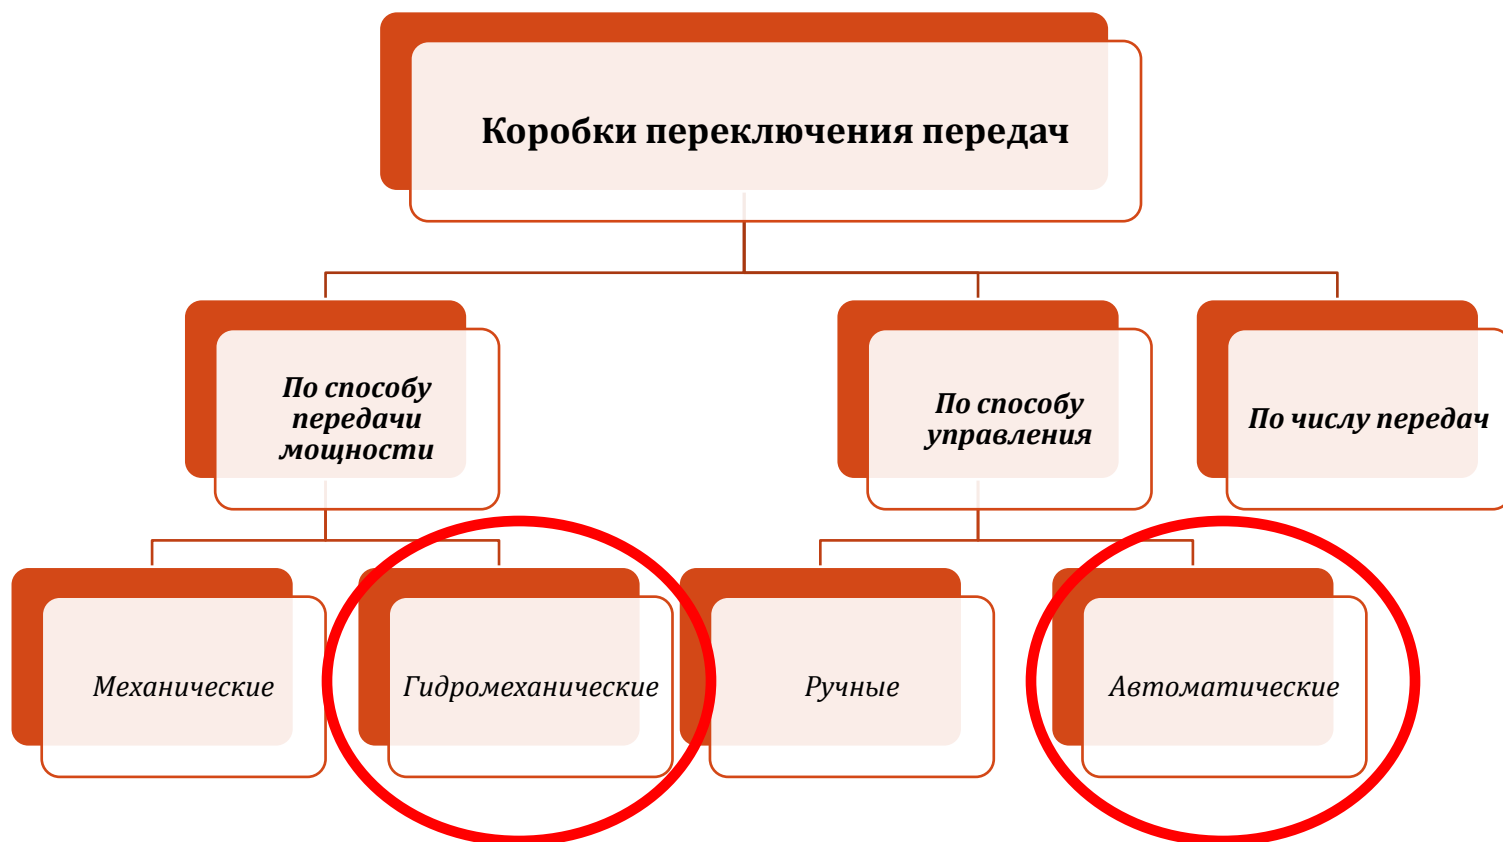 Коробки переключения передач
По способу
передачи
мощности
По способу
управления
По числу передач
Механические
Гидромеханические
Ручные
Автоматические